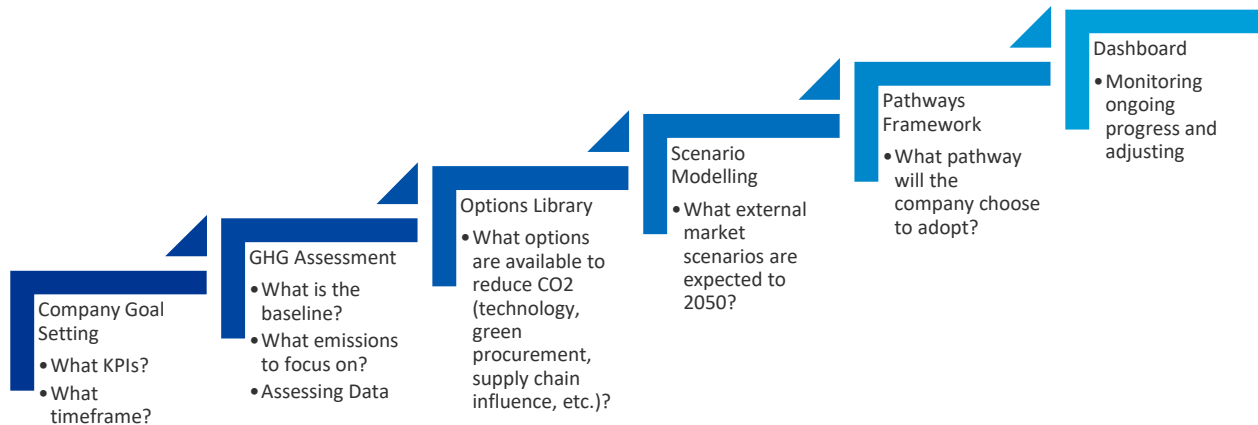 Company Goal
Setting
•What KPIs?
•What
timeframe?
GHG Assessment
•What is the
baseline?
•What emissions
to focus on?
•Assessing Data
Options Library
•What options
are available to
reduce CO2
(technology,
green
procurement,
supply chain
influence, etc.)?
Scenario
Modelling
•What external
market
scenarios are
expected to
2050?
Pathways
Framework
•What pathway
will the
company choose
to adopt?
Dashboard
•Monitoring
ongoing
progress and
adjusting